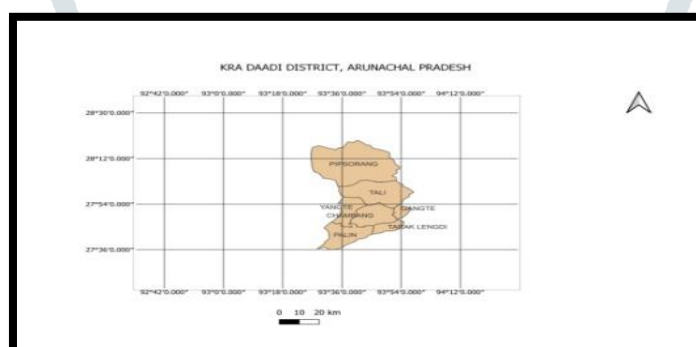 KRA DAADI DISTRICT, ARUNACHAL PRADESH
92°42'0.000" 93°0'0.000" 93°18'0.000" 93°36'0.000" 93°54'0.000" 94°12'0.000"
28°30'0.000"
28°12'0.000"
PIPSORANG
TALI
27°54'0.000"
YANGTE
GANGTE
CHAMBANG
TARAK LENGDI
PALIN
27°36'0.000"
92°42'0.000" 93°0'0.000" 93°18'0.000" 93°36'0.000" 93°54'0.000" 94°12'0.000"
0 10 20 km